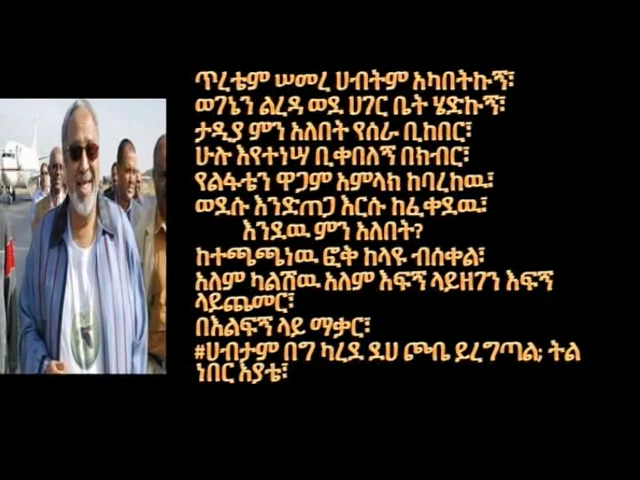 ጥረቴም ሠመረ ሀብትም አካበትኩኝ፣
ወገኔን ልረዳ ወደ ሀገር ቤት ሄድኩኝ፣
ታዲያ ምን አለበት የሰራ ቢከበር፣
ሁሉ እየተነሣ ቢቀበለኝ በክብር፣
የልፋቴን ዋጋም አምላክ ከባረከዉ፣
ወደሱ እንድጠጋ እርሱ ከፈቀደዉ፣
እንደዉ ምን አለበት?
ከተጫጫነዉ ፎቅ ከላዩ ብሰቀል፣
አለም ካልሽዉ አለም እፍኝ ላይዘገን እፍኝ
ላይጨመር፣
በእልፍኝ ላይ ማቃር፣
#ሀብታም በግ ካረደ ደሀ ጮቤ ይረግጣል; ትል
ነበር እያቴ፣